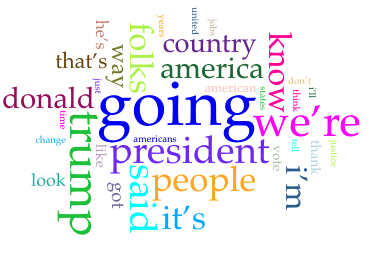 united
years
jobs
he's
folks
way
country
know
that's
america
don't
i'll
just
american
states
think
donald
going
we're
time
trump
change
americans
tell
justice
like
president
vote
thank
look
got
said
people
i'm
it's